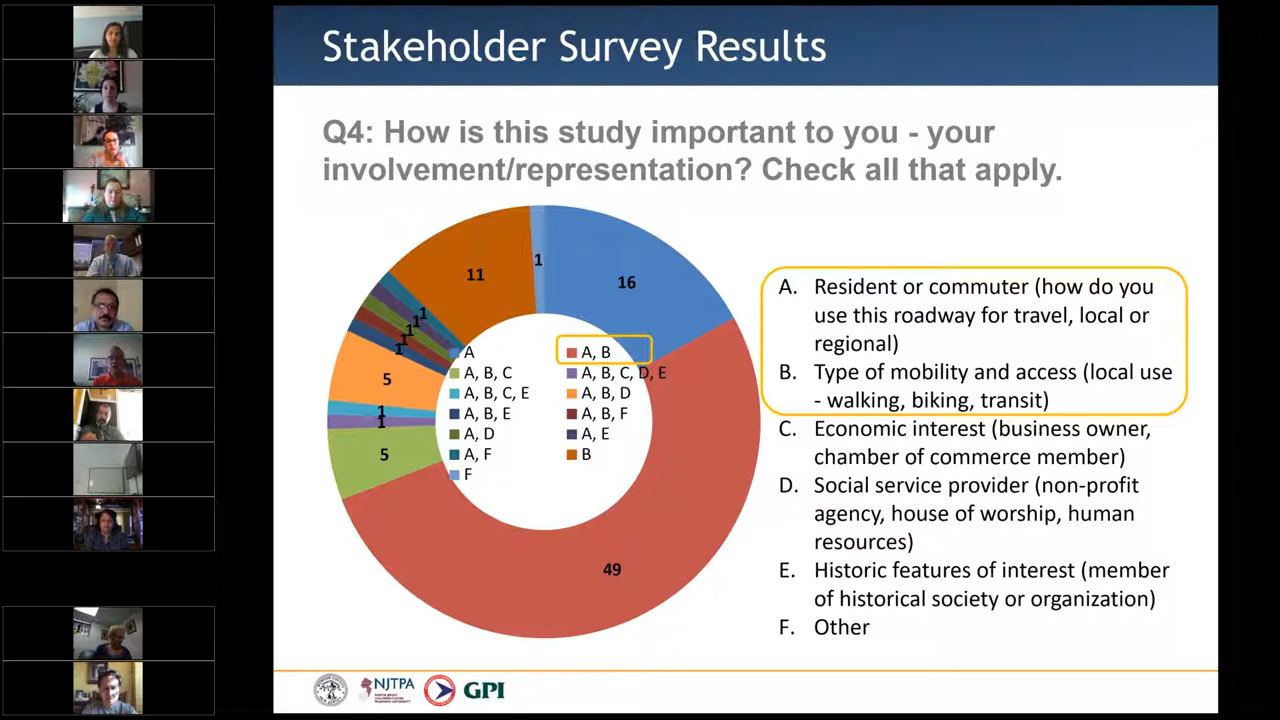 Stakeholder Survey Results
Q4: How is this study important to you - your
involvement/representation? Check all that apply.
1
16
11
1
1
1
1
1
5
1
1
5
49
A
A, B
A, B, C
A, B, C, D, E
A, B, C, E
A, B, D
A, B, E
A, B, F
A, D
A, E
A, F
B
F
A. Resident or commuter (how do you
use this roadway for travel, local or
regional)
B. Type of mobility and access (local use
- walking, biking, transit)
C. Economic interest (business owner,
chamber of commerce member)
D. Social service provider (non-profit
agency, house of worship, human
resources)
E. Historic features of interest (member
of historical society or organization)
F. Other
NJTPA
GPI